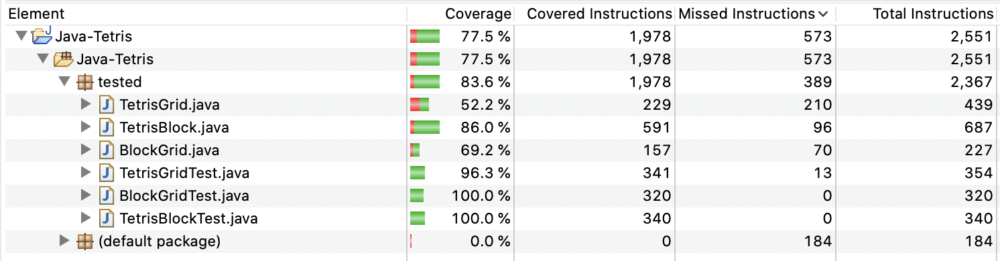 Element Coverage Covered Instructions Missed Instructions Total Instructions
Java-Tetris 77.5 % 1,978 573 2,551
Java-Tetris 77.5 % 1,978 573 2,551
tested 83.6 % 1,978 389 2,367
TetrisGrid.java 52.2 % 229 210 439
TetrisBlock.java 86.0 % 591 96 687
BlockGrid.java 69.2 % 157 70 227
TetrisGridTest.java 96.3 % 341 13 354
BlockGridTest.java 100.0 % 320 0 320
TetrisBlockTest.java 100.0 % 340 0 340
(default package) 0.0 % 0 184 184